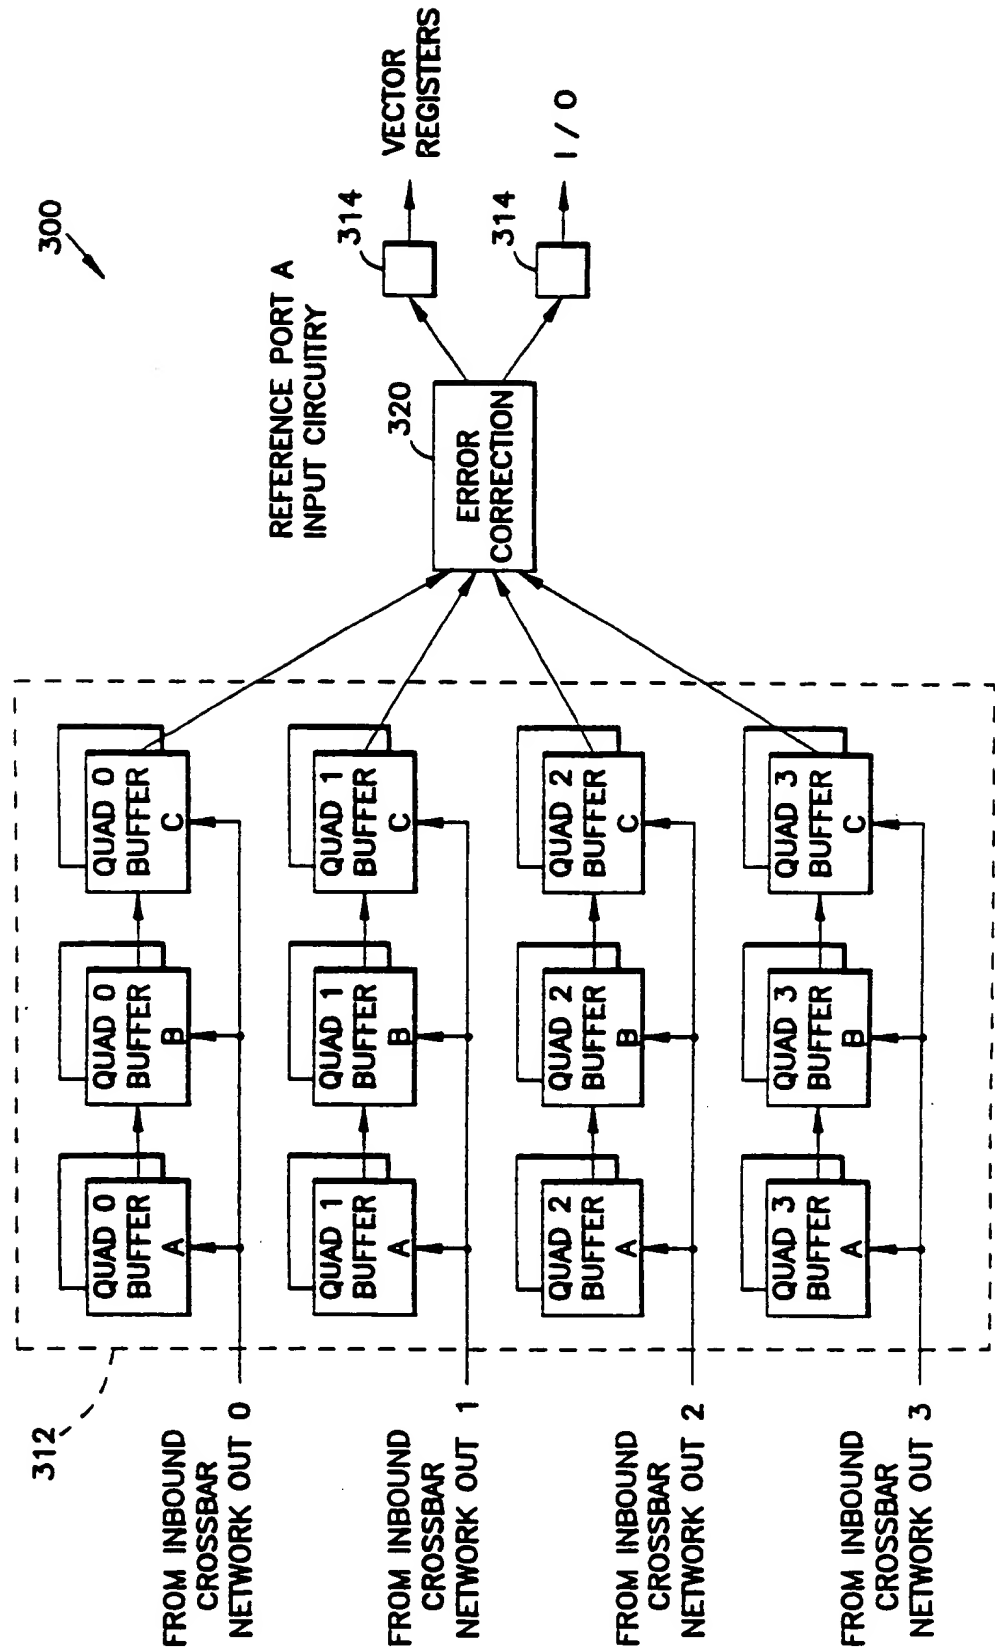 300
REFERENCE PORT A
INPUT CIRCUITRY
312
FROM INBOUND
CROSSBAR
NETWORK OUT 0
QUAD 0
BUFFER
A
QUAD 0
BUFFER
B
QUAD 0
BUFFER
C
FROM INBOUND
CROSSBAR
NETWORK OUT 1
QUAD 1
BUFFER
A
QUAD 1
BUFFER
B
QUAD 1
BUFFER
C
FROM INBOUND
CROSSBAR
NETWORK OUT 2
QUAD 2
BUFFER
A
QUAD 2
BUFFER
B
QUAD 2
BUFFER
C
FROM INBOUND
CROSSBAR
NETWORK OUT 3
QUAD 3
BUFFER
A
QUAD 3
BUFFER
B
QUAD 3
BUFFER
C
320
ERROR
CORRECTION
314
VECTOR
REGISTERS
314
I / O